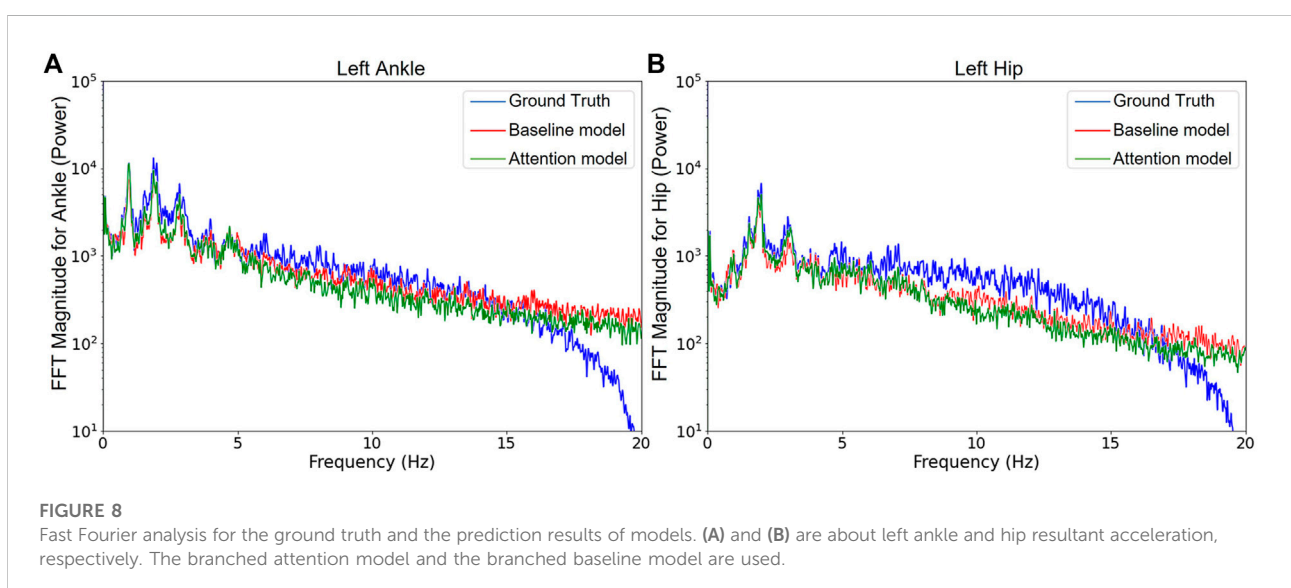 A
Left Ankle
FFT Magnitude for Ankle (Power)
10^5
10^4
10^3
10^2
10^1
Ground Truth
Baseline model
Attention model
0 5 10 15 20
Frequency (Hz)
B
Left Hip
FFT Magnitude for Hip (Power)
10^5
10^4
10^3
10^2
10^1
Ground Truth
Baseline model
Attention model
0 5 10 15 20
Frequency (Hz)
FIGURE 8
Fast Fourier analysis for the ground truth and the prediction results of models. (A) and (B) are about left ankle and hip resultant acceleration,
respectively. The branched attention model and the branched baseline model are used.